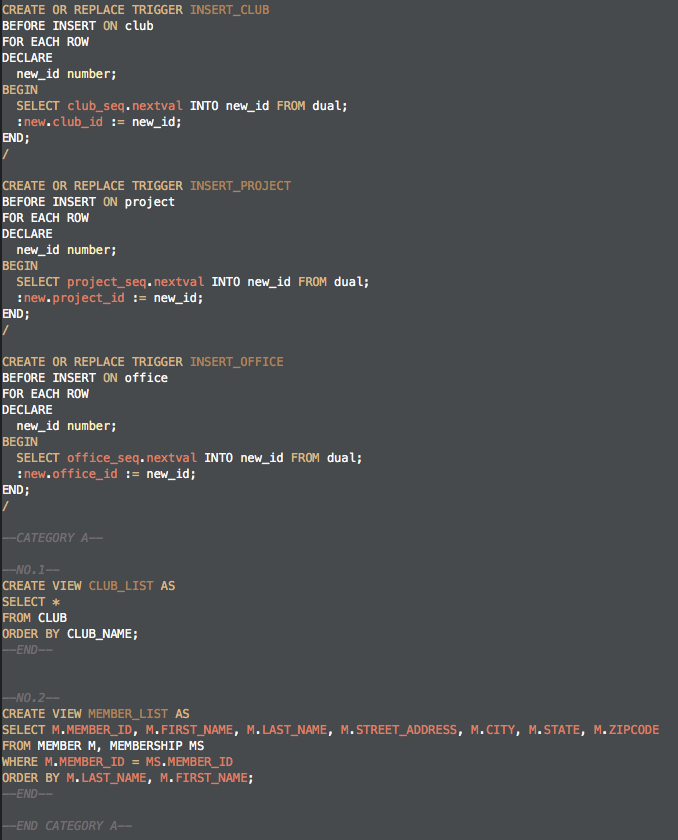 CREATE OR REPLACE TRIGGER INSERT_CLUB
BEFORE INSERT ON club
FOR EACH ROW
DECLARE
  new_id number;
BEGIN
  SELECT club_seq.nextval INTO new_id FROM dual;
  :new.club_id := new_id;
END;
/

CREATE OR REPLACE TRIGGER INSERT_PROJECT
BEFORE INSERT ON project
FOR EACH ROW
DECLARE
  new_id number;
BEGIN
  SELECT project_seq.nextval INTO new_id FROM dual;
  :new.project_id := new_id;
END;
/

CREATE OR REPLACE TRIGGER INSERT_OFFICE
BEFORE INSERT ON office
FOR EACH ROW
DECLARE
  new_id number;
BEGIN
  SELECT office_seq.nextval INTO new_id FROM dual;
  :new.office_id := new_id;
END;
/

--CATEGORY A--

--NO.1--
CREATE VIEW CLUB_LIST AS
SELECT *
FROM CLUB
ORDER BY CLUB_NAME;
--END--

--NO.2--
CREATE VIEW MEMBER_LIST AS
SELECT M.MEMBER_ID, M.FIRST_NAME, M.LAST_NAME, M.STREET_ADDRESS, M.CITY, M.STATE, M.ZIPCODE
FROM MEMBER M, MEMBERSHIP MS
WHERE M.MEMBER_ID = MS.MEMBER_ID
ORDER BY M.LAST_NAME, M.FIRST_NAME;
--END--

--END CATEGORY A--